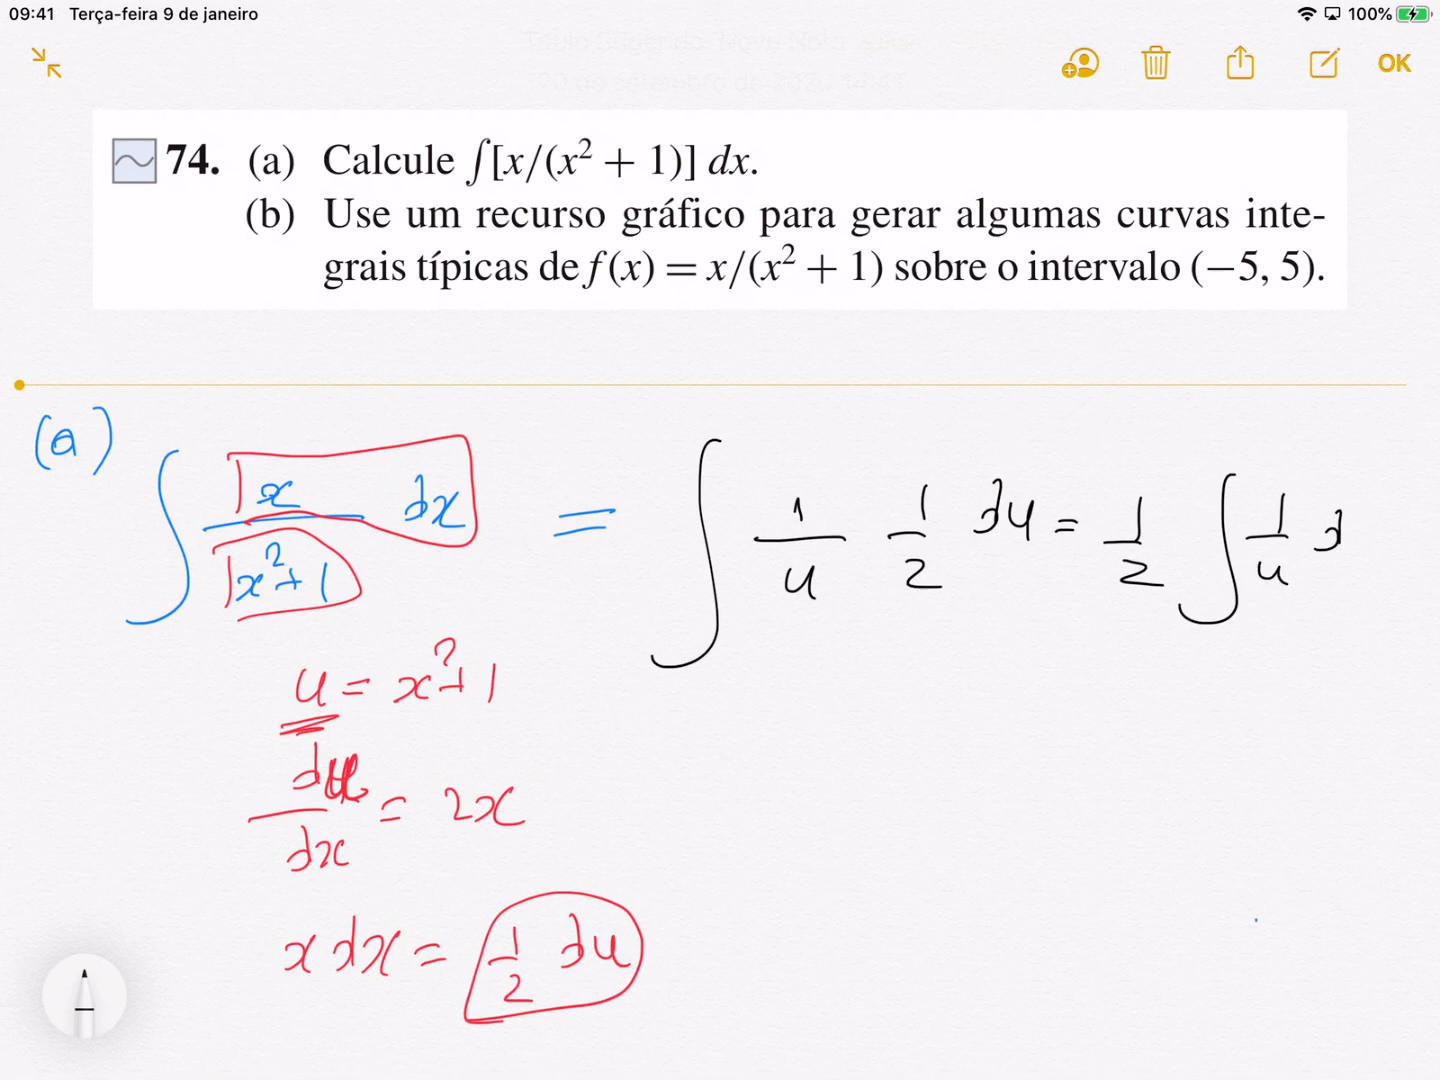 09:41 Terça-feira 9 de janeiro 100%
OK
74. (a) Calcule ∫[x/(x² + 1)] dx.
(b) Use um recurso gráfico para gerar algumas curvas inte-
grais típicas de f(x) = x/(x² + 1) sobre o intervalo (−5, 5).
(a)
∫ x/(x²+1) dx = ∫ 1/u 1/2 du = 1/2 ∫ 1/u d
u = x²+1
du/dx = 2x
x dx = 1/2 du